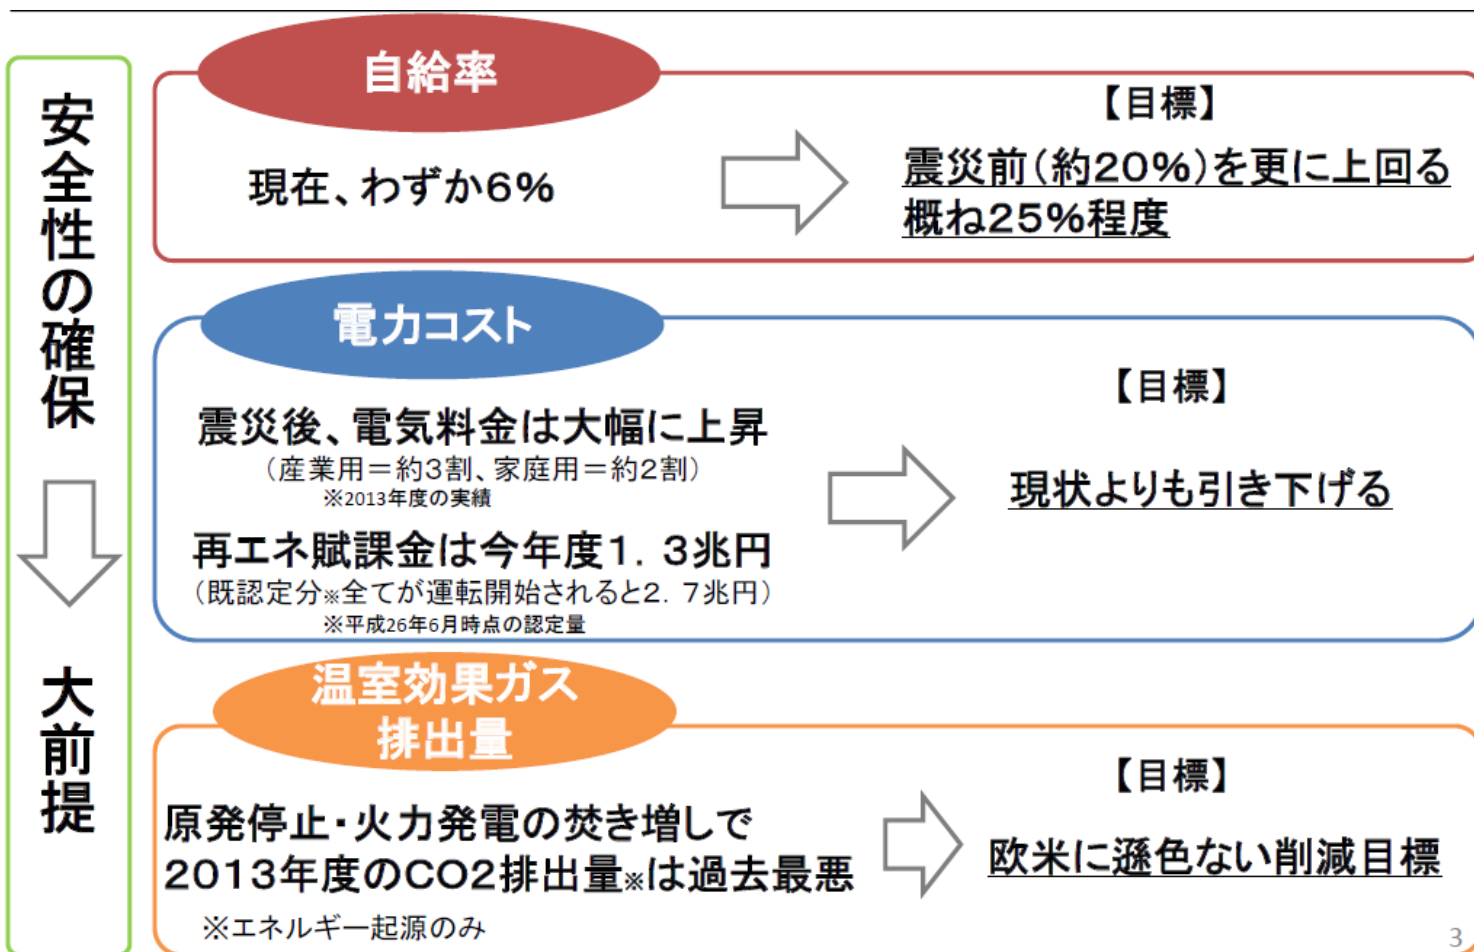 安全性の確保
大前提
自給率
現在、わずか6%
【目標】
震災前(約20%)を更に上回る
概ね25%程度
電力コスト
震災後、電気料金は大幅に上昇
(産業用=約3割、家庭用=約2割)
※2013年度の実績
再エネ賦課金は今年度1.3兆円
(既認定分※全てが運転開始されると2.7兆円)
※平成26年6月時点の認定量
【目標】
現状よりも引き下げる
温室効果ガス
排出量
原発停止・火力発電の焚き増しで
2013年度のCO2排出量※は過去最悪
※エネルギー起源のみ
【目標】
欧米に遜色ない削減目標
3